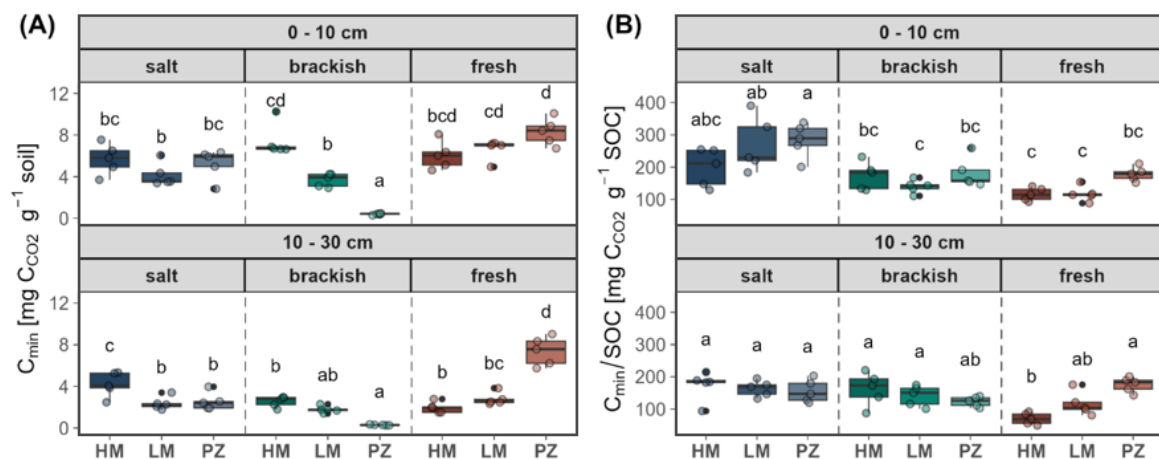 (A)
0 - 10 cm
salt brackish fresh
12
8
4
0
bc b bc cd b a bcd cd d
10 - 30 cm
salt brackish fresh
12
8
4
0
c b b b ab a b bc d
HM LM PZ HM LM PZ HM LM PZ
C_min [mg C_CO2 g⁻¹ soil]
(B)
0 - 10 cm
salt brackish fresh
400
300
200
100
abc ab a bc c bc c c bc
10 - 30 cm
salt brackish fresh
400
300
200
100
a a a a a ab b ab a
HM LM PZ HM LM PZ HM LM PZ
C_min/SOC [mg C_CO2 g⁻¹ SOC]